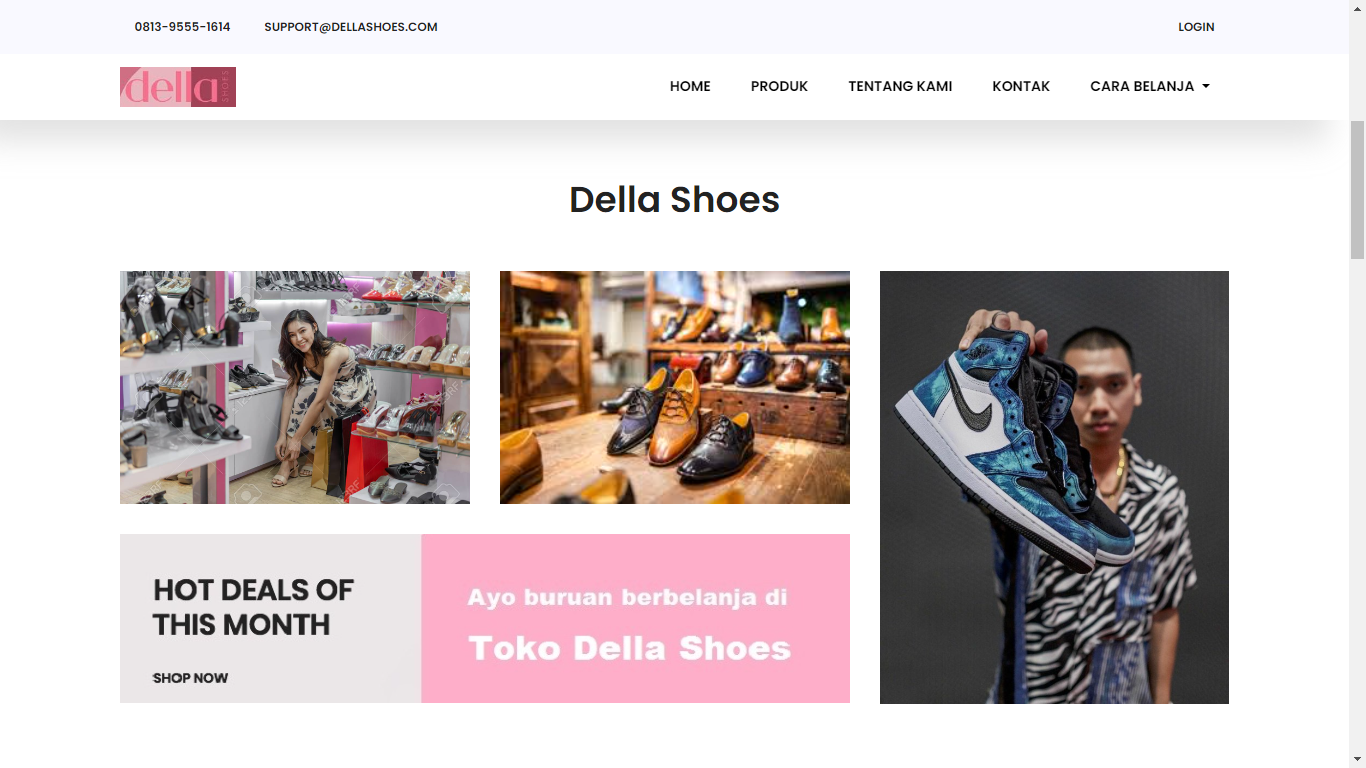 0813-9555-1614 SUPPORT@DELLASHOES.COM LOGIN
della SHOES
HOME PRODUK TENTANG KAMI KONTAK CARA BELANJA
Della Shoes
HOT DEALS OF
THIS MONTH
SHOP NOW
Ayo buruan berbelanja di
Toko Della Shoes